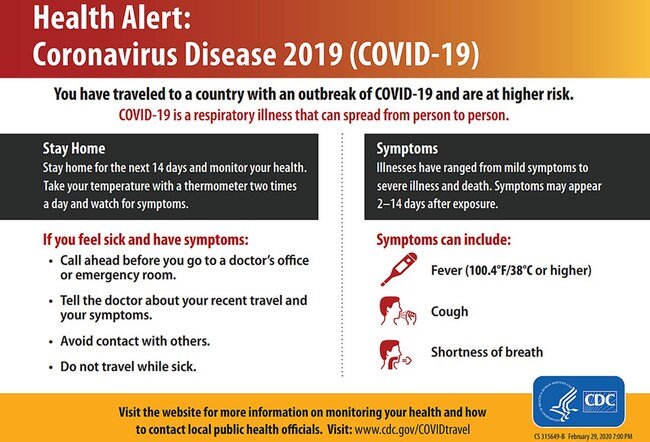 Health Alert:
Coronavirus Disease 2019 (COVID-19)
You have traveled to a country with an outbreak of COVID-19 and are at higher risk.
COVID-19 is a respiratory illness that can spread from person to person.
Stay Home
Stay home for the next 14 days and monitor your health.
Take your temperature with a thermometer two times
a day and watch for symptoms.
If you feel sick and have symptoms:
• Call ahead before you go to a doctor's office
or emergency room.
• Tell the doctor about your recent travel and
your symptoms.
• Avoid contact with others.
• Do not travel while sick.
Symptoms
Illnesses have ranged from mild symptoms to
severe illness and death. Symptoms may appear
2–14 days after exposure.
Symptoms can include:
Fever (100.4°F/38°C or higher)
Cough
Shortness of breath
Visit the website for more information on monitoring your health and how
to contact local public health officials. Visit: www.cdc.gov/COVIDtravel
CDC
CS 315649-B February 29, 2020 7:00 PM